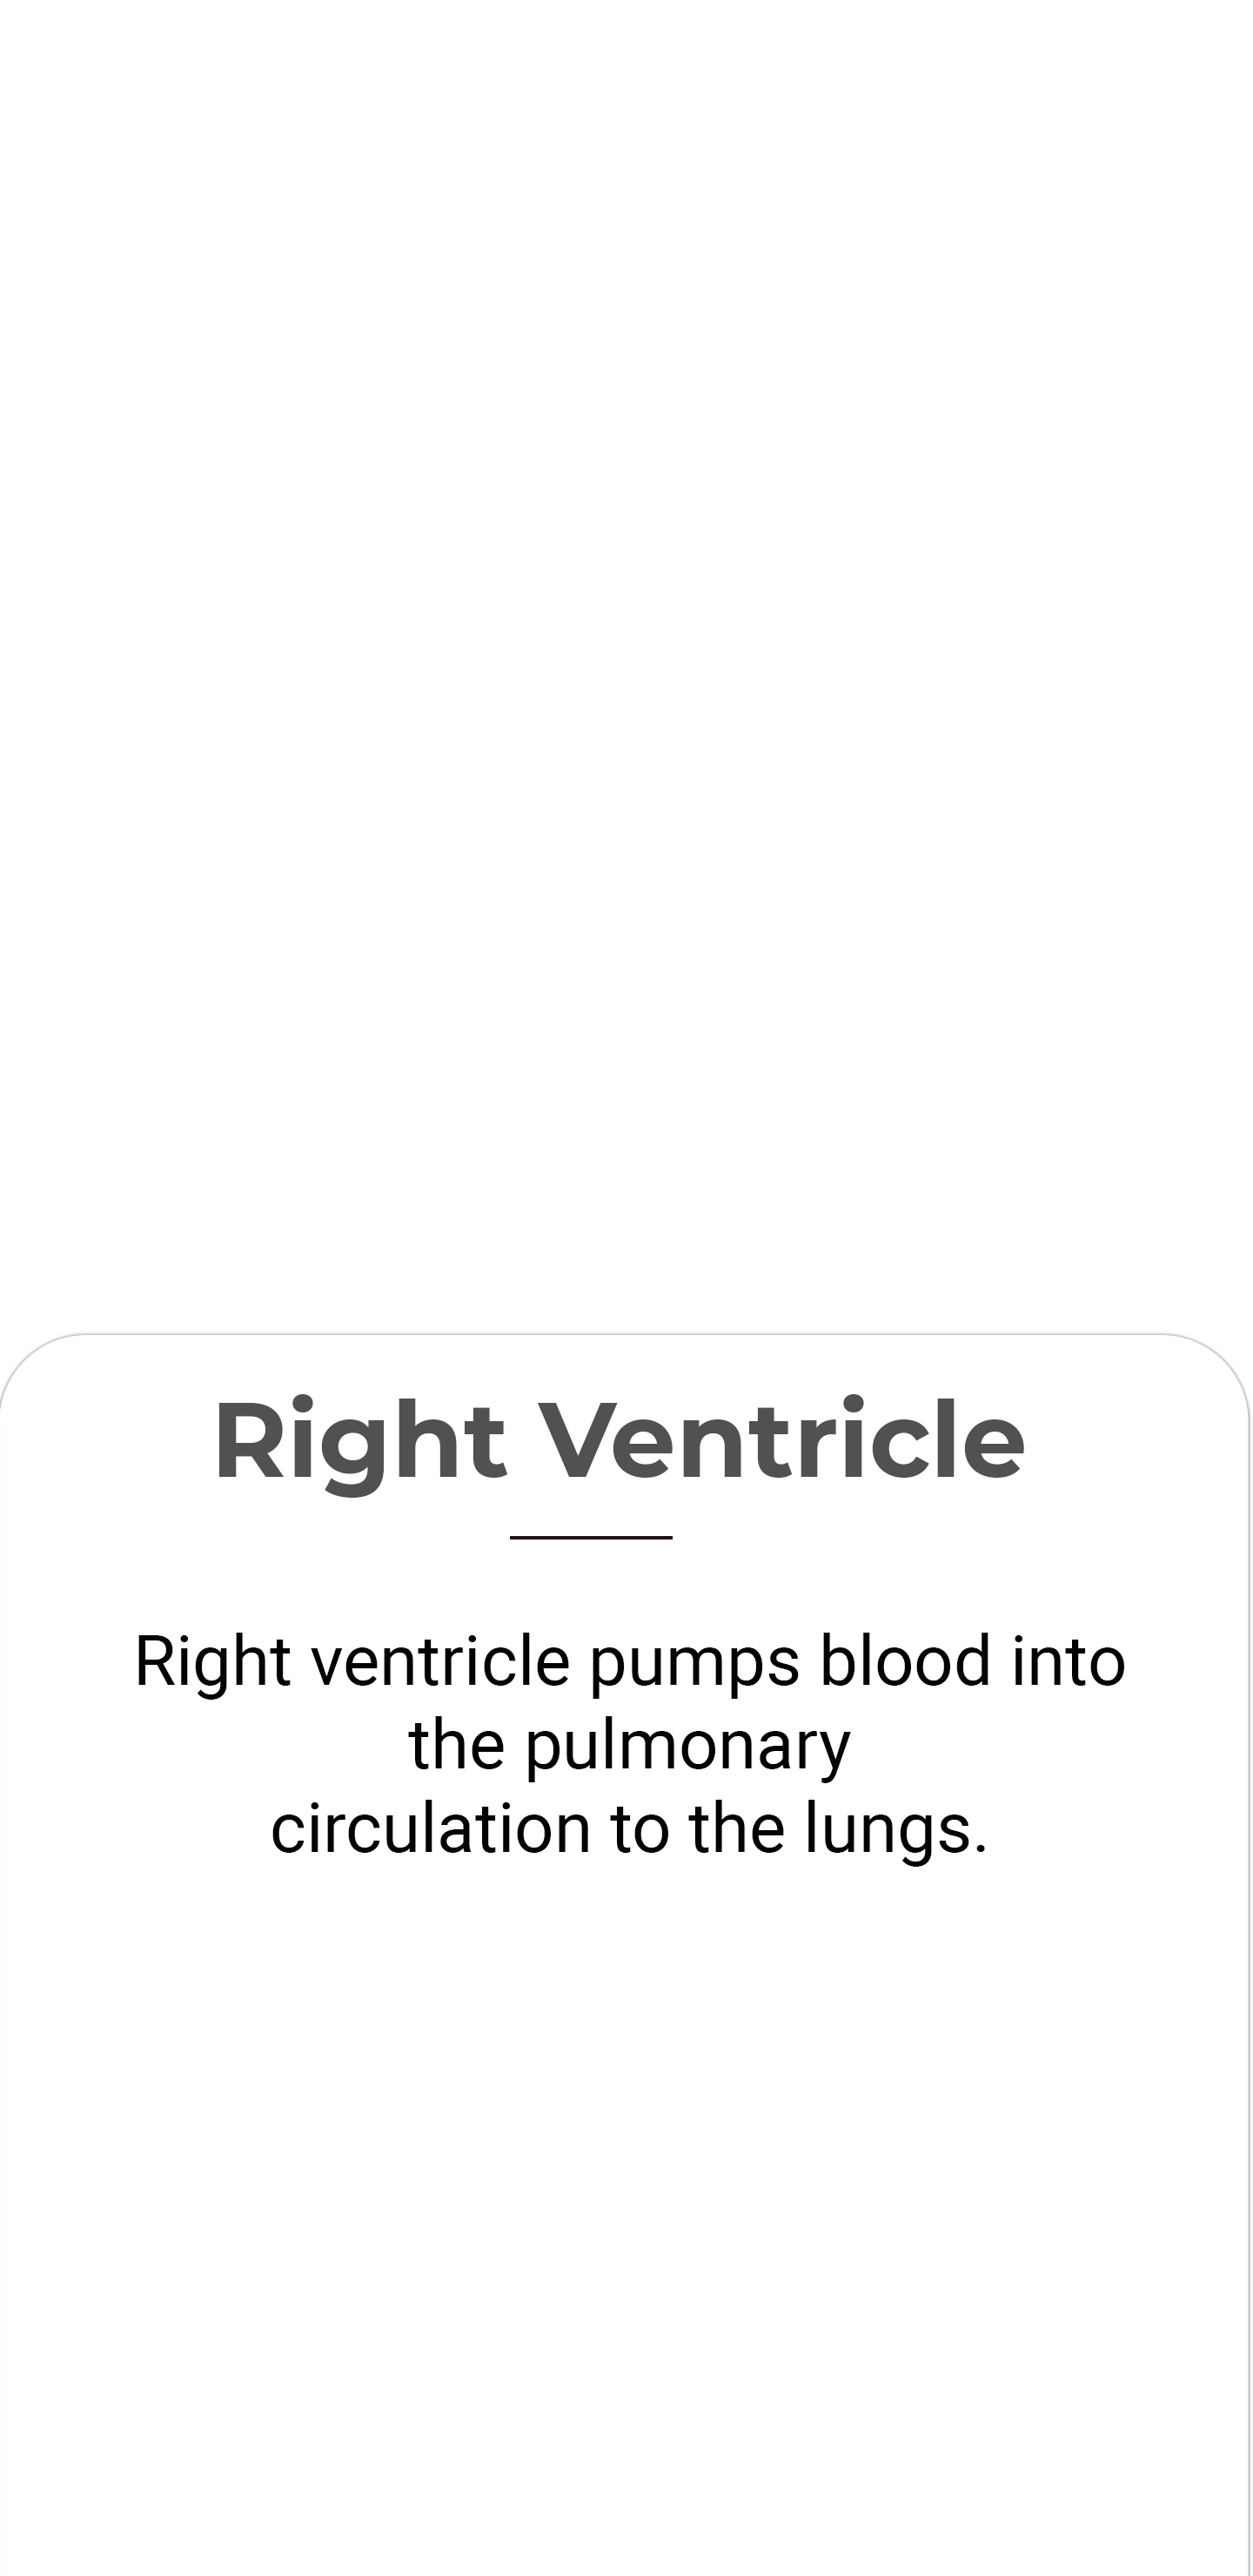 Right Ventricle
Right ventricle pumps blood into
the pulmonary
circulation to the lungs.